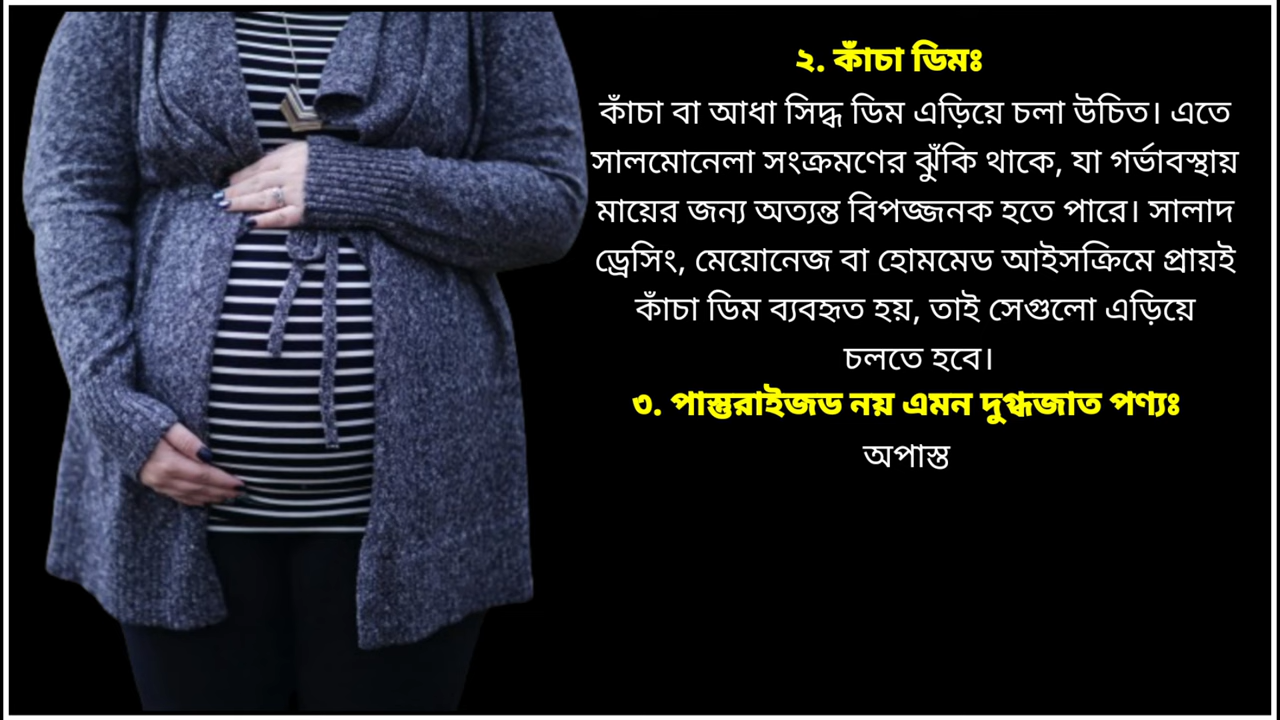 ২. কাঁচা ডিমঃ
কাঁচা বা আধা সিদ্ধ ডিম এড়িয়ে চলা উচিত। এতে
সালমোনেলা সংক্রমণের ঝুঁকি থাকে, যা গর্ভাবস্থায়
মায়ের জন্য অত্যন্ত বিপজ্জনক হতে পারে। সালাদ
ড্রেসিং, মেয়োনেজ বা হোমমেড আইসক্রিমে প্রায়ই
কাঁচা ডিম ব্যবহৃত হয়, তাই সেগুলো এড়িয়ে
চলতে হবে।
৩. পাস্তুরাইজড নয় এমন দুগ্ধজাত পণ্যঃ
অপাস্ত